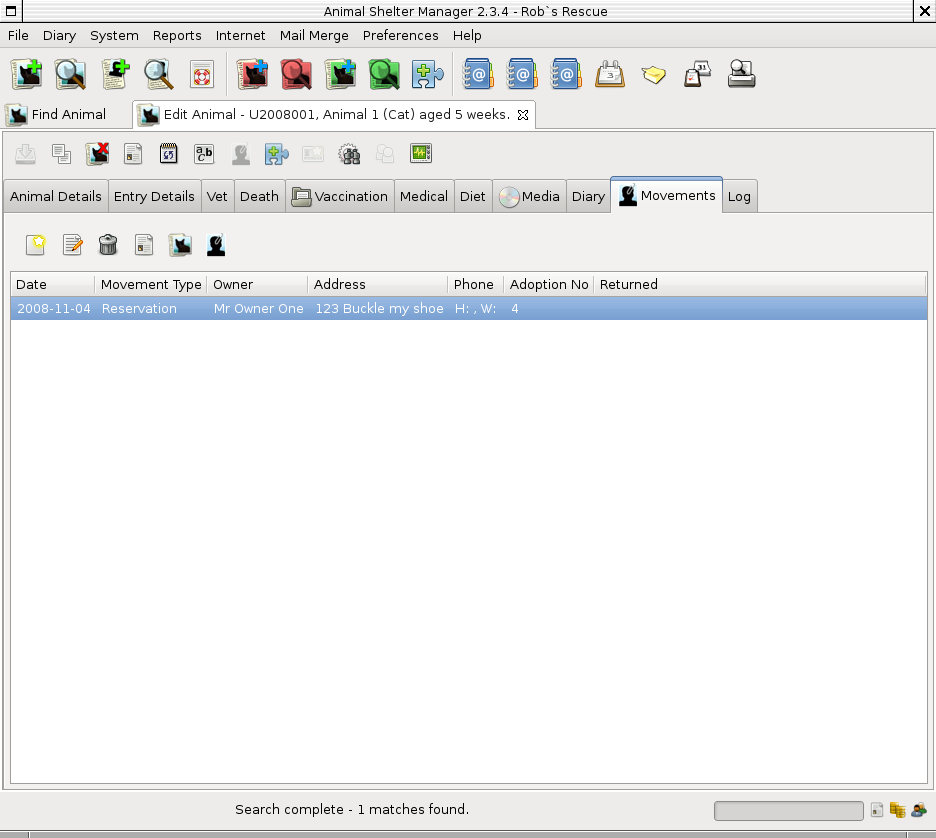 Animal Shelter Manager 2.3.4 - Rob`s Rescue
File Diary System Reports Internet Mail Merge Preferences Help
Find Animal Edit Animal - U2008001, Animal 1 (Cat) aged 5 weeks.
Animal Details Entry Details Vet Death Vaccination Medical Diet Media Diary Movements Log
Date Movement Type Owner Address Phone Adoption No Returned
2008-11-04 Reservation Mr Owner One 123 Buckle my shoe H: , W: 4
Search complete - 1 matches found.